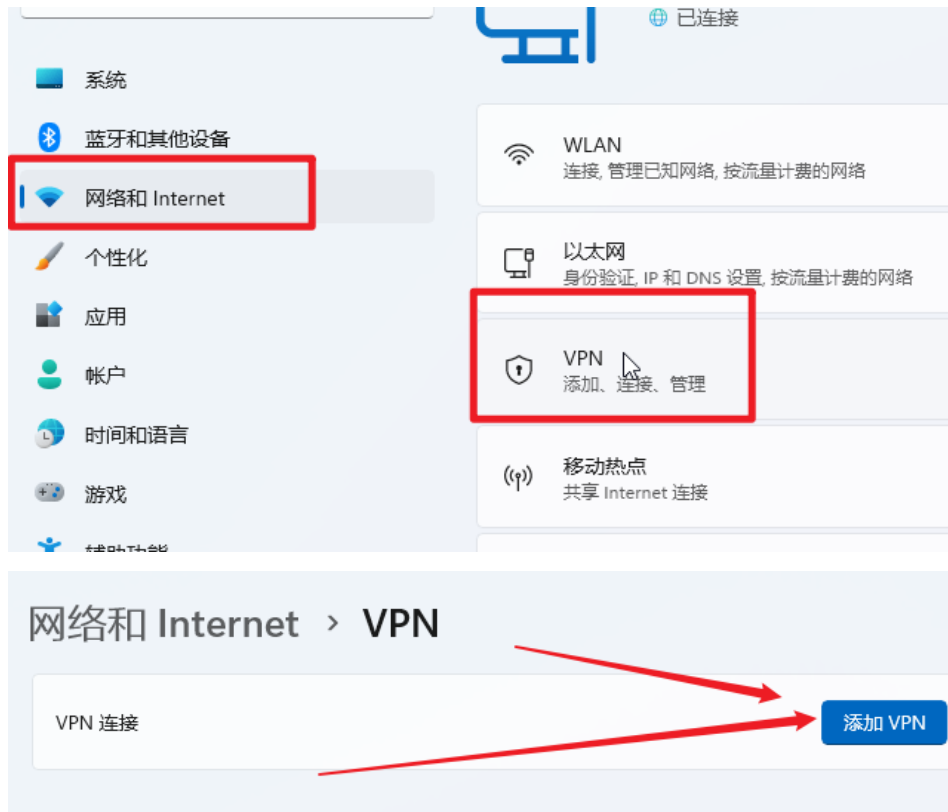 已连接
系统
蓝牙和其他设备
网络和 Internet
个性化
应用
帐户
时间和语言
游戏
辅助功能
WLAN
连接, 管理已知网络, 按流量计费的网络
以太网
身份验证, IP 和 DNS 设置, 按流量计费的网络
VPN
添加、连接、管理
移动热点
共享 Internet 连接
网络和 Internet › VPN
VPN 连接
添加 VPN